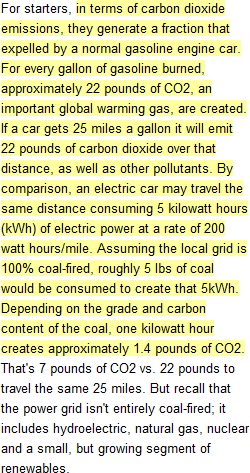 For starters, in terms of carbon dioxide
emissions, they generate a fraction that
expelled by a normal gasoline engine car.
For every gallon of gasoline burned,
approximately 22 pounds of CO2, an
important global warming gas, are created.
If a car gets 25 miles a gallon it will emit
22 pounds of carbon dioxide over that
distance, as well as other pollutants. By
comparison, an electric car may travel the
same distance consuming 5 kilowatt hours
(kWh) of electric power at a rate of 200
watt hours/mile. Assuming the local grid is
100% coal-fired, roughly 5 lbs of coal
would be consumed to create that 5kWh.
Depending on the grade and carbon
content of the coal, one kilowatt hour
creates approximately 1.4 pounds of CO2.
That's 7 pounds of CO2 vs. 22 pounds to
travel the same 25 miles. But recall that
the power grid isn't entirely coal-fired; it
includes hydroelectric, natural gas, nuclear
and a small, but growing segment of
renewables.